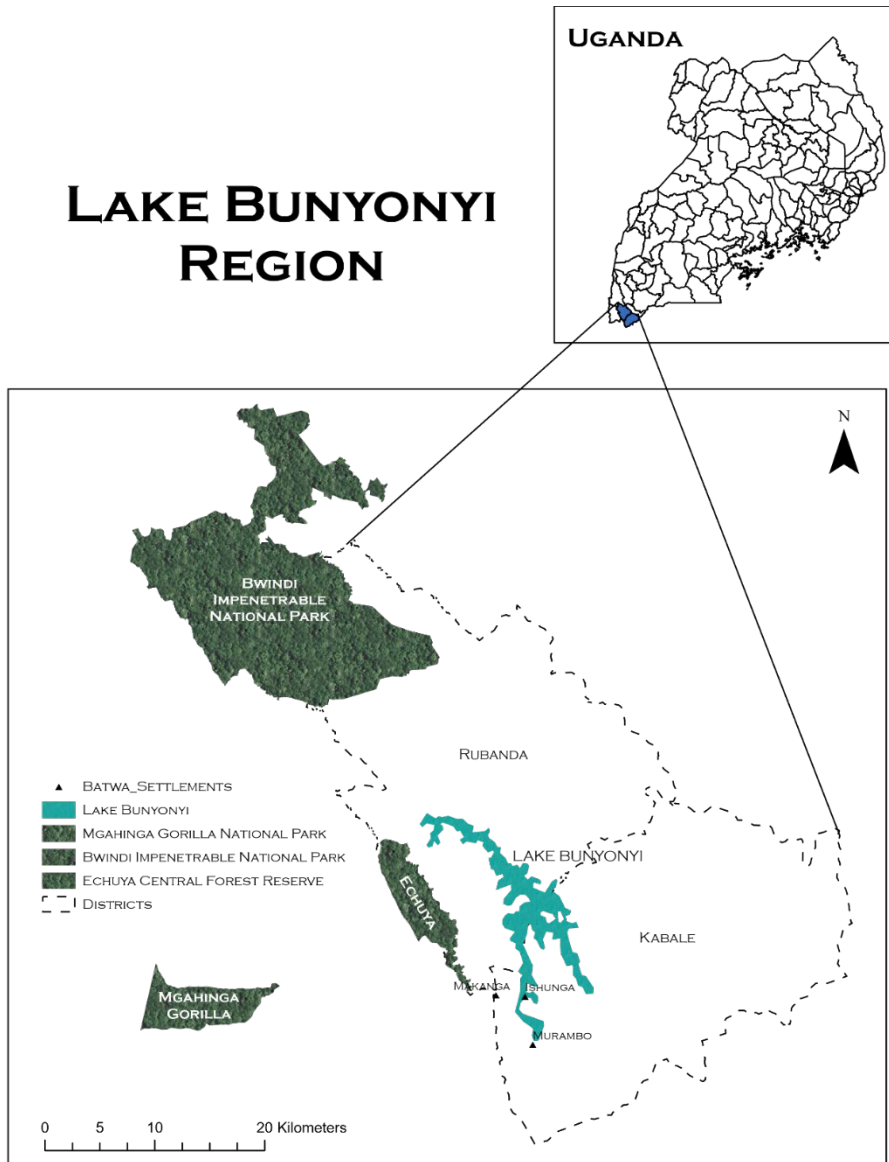 UGANDA
LAKE BUNYONYI
REGION
N
BWINDI
IMPENETRABLE
NATIONAL PARK
RUBANDA
BATWA_SETTLEMENTS
LAKE BUNYONYI
MGAHINGA GORILLA NATIONAL PARK
BWINDI IMPENETRABLE NATIONAL PARK
ECHUYA CENTRAL FOREST RESERVE
DISTRICTS
LAKE BUNYONYI
ECHUYA
KABALE
MGAHINGA
GORILLA
MAKANGA
ISHUNGA
MURAMBO
0 5 10 20 Kilometers